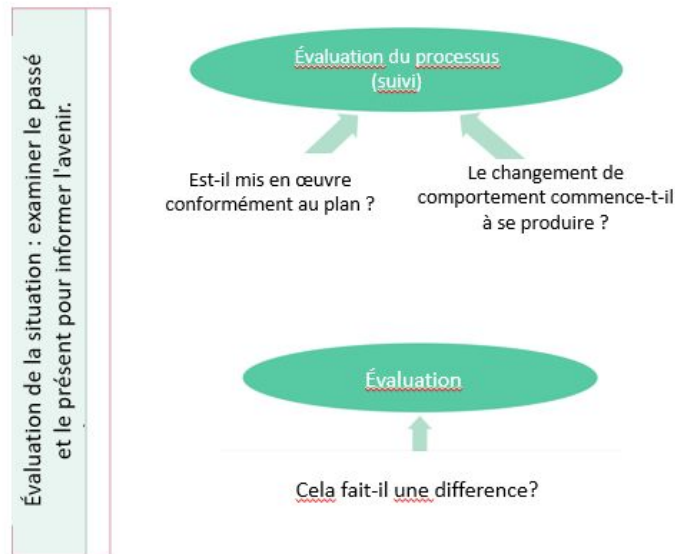 Évaluation de la situation : examiner le passé
et le présent pour informer l'avenir.
Évaluation du processus
(suivi)
Est-il mis en œuvre
conformément au plan ?
Le changement de
comportement commence-t-il
à se produire ?
Évaluation
Cela fait-il une difference?